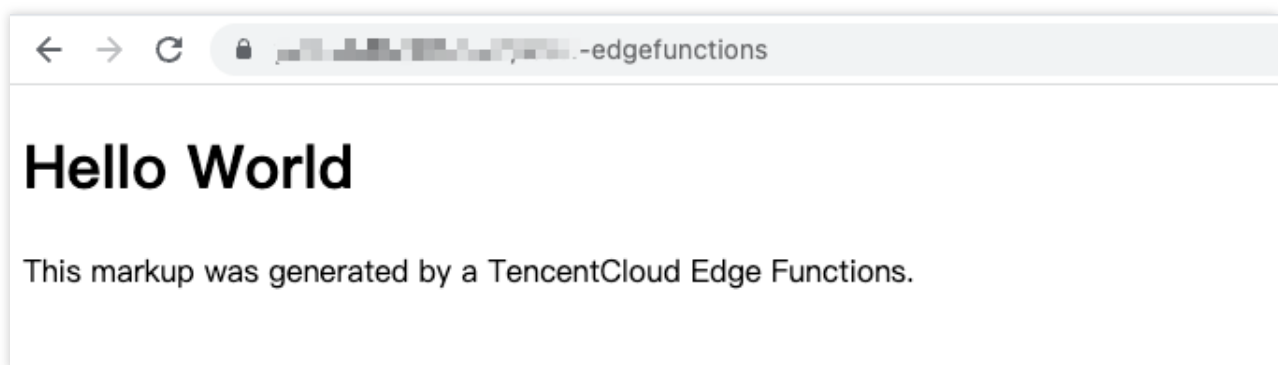 -edgefunctions
Hello World
This markup was generated by a TencentCloud Edge Functions.